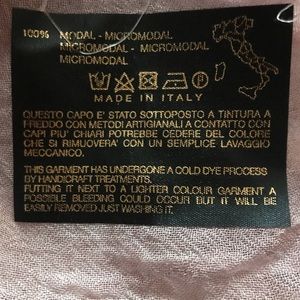 100% MODAL - MICROMODAL
MICROMODAL - MICROMODAL
MICROMODAL
MADE IN ITALY
QUESTO CAPO E' STATO SOTTOPOSTO A TINTURA A
FREDDO CON METODI ARTIGIANALI A CONTATTO CON
CAPI PIU' CHIARI POTREBBE CEDERE DEL COLORE
CHE SI RIMUOVERA' CON UN SEMPLICE LAVAGGIO
MECCANICO.
THIS GARMENT HAS UNDERGONE A COLD DYE PROCESS
BY HANDICRAFT TREATMENTS.
PUTTING IT NEXT TO A LIGHTER COLOUR GARMENT A
POSSIBLE BLEEDING COULD OCCUR BUT IT WILL BE
EASILY REMOVED JUST WASHING IT.